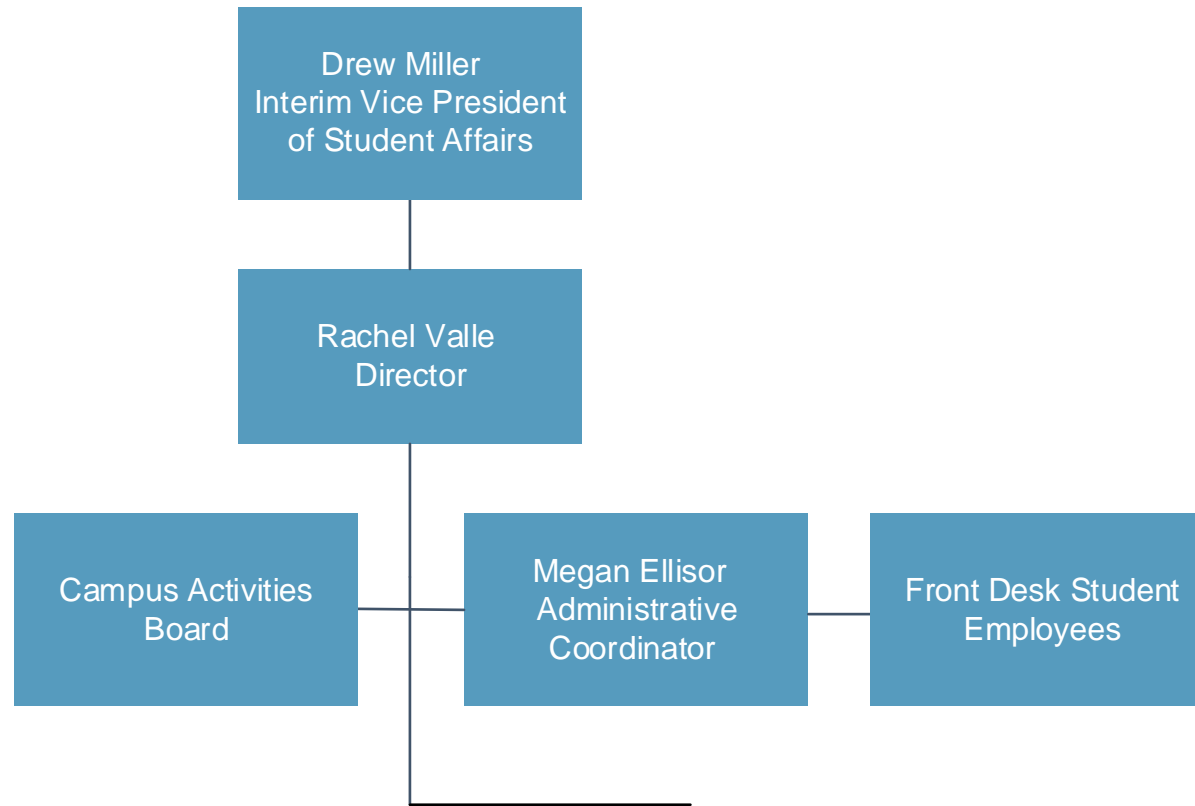 Drew Miller
Interim Vice President
of Student Affairs
Rachel Valle
Director
Campus Activities
Board
Megan Ellisor
Administrative
Coordinator
Front Desk Student
Employees